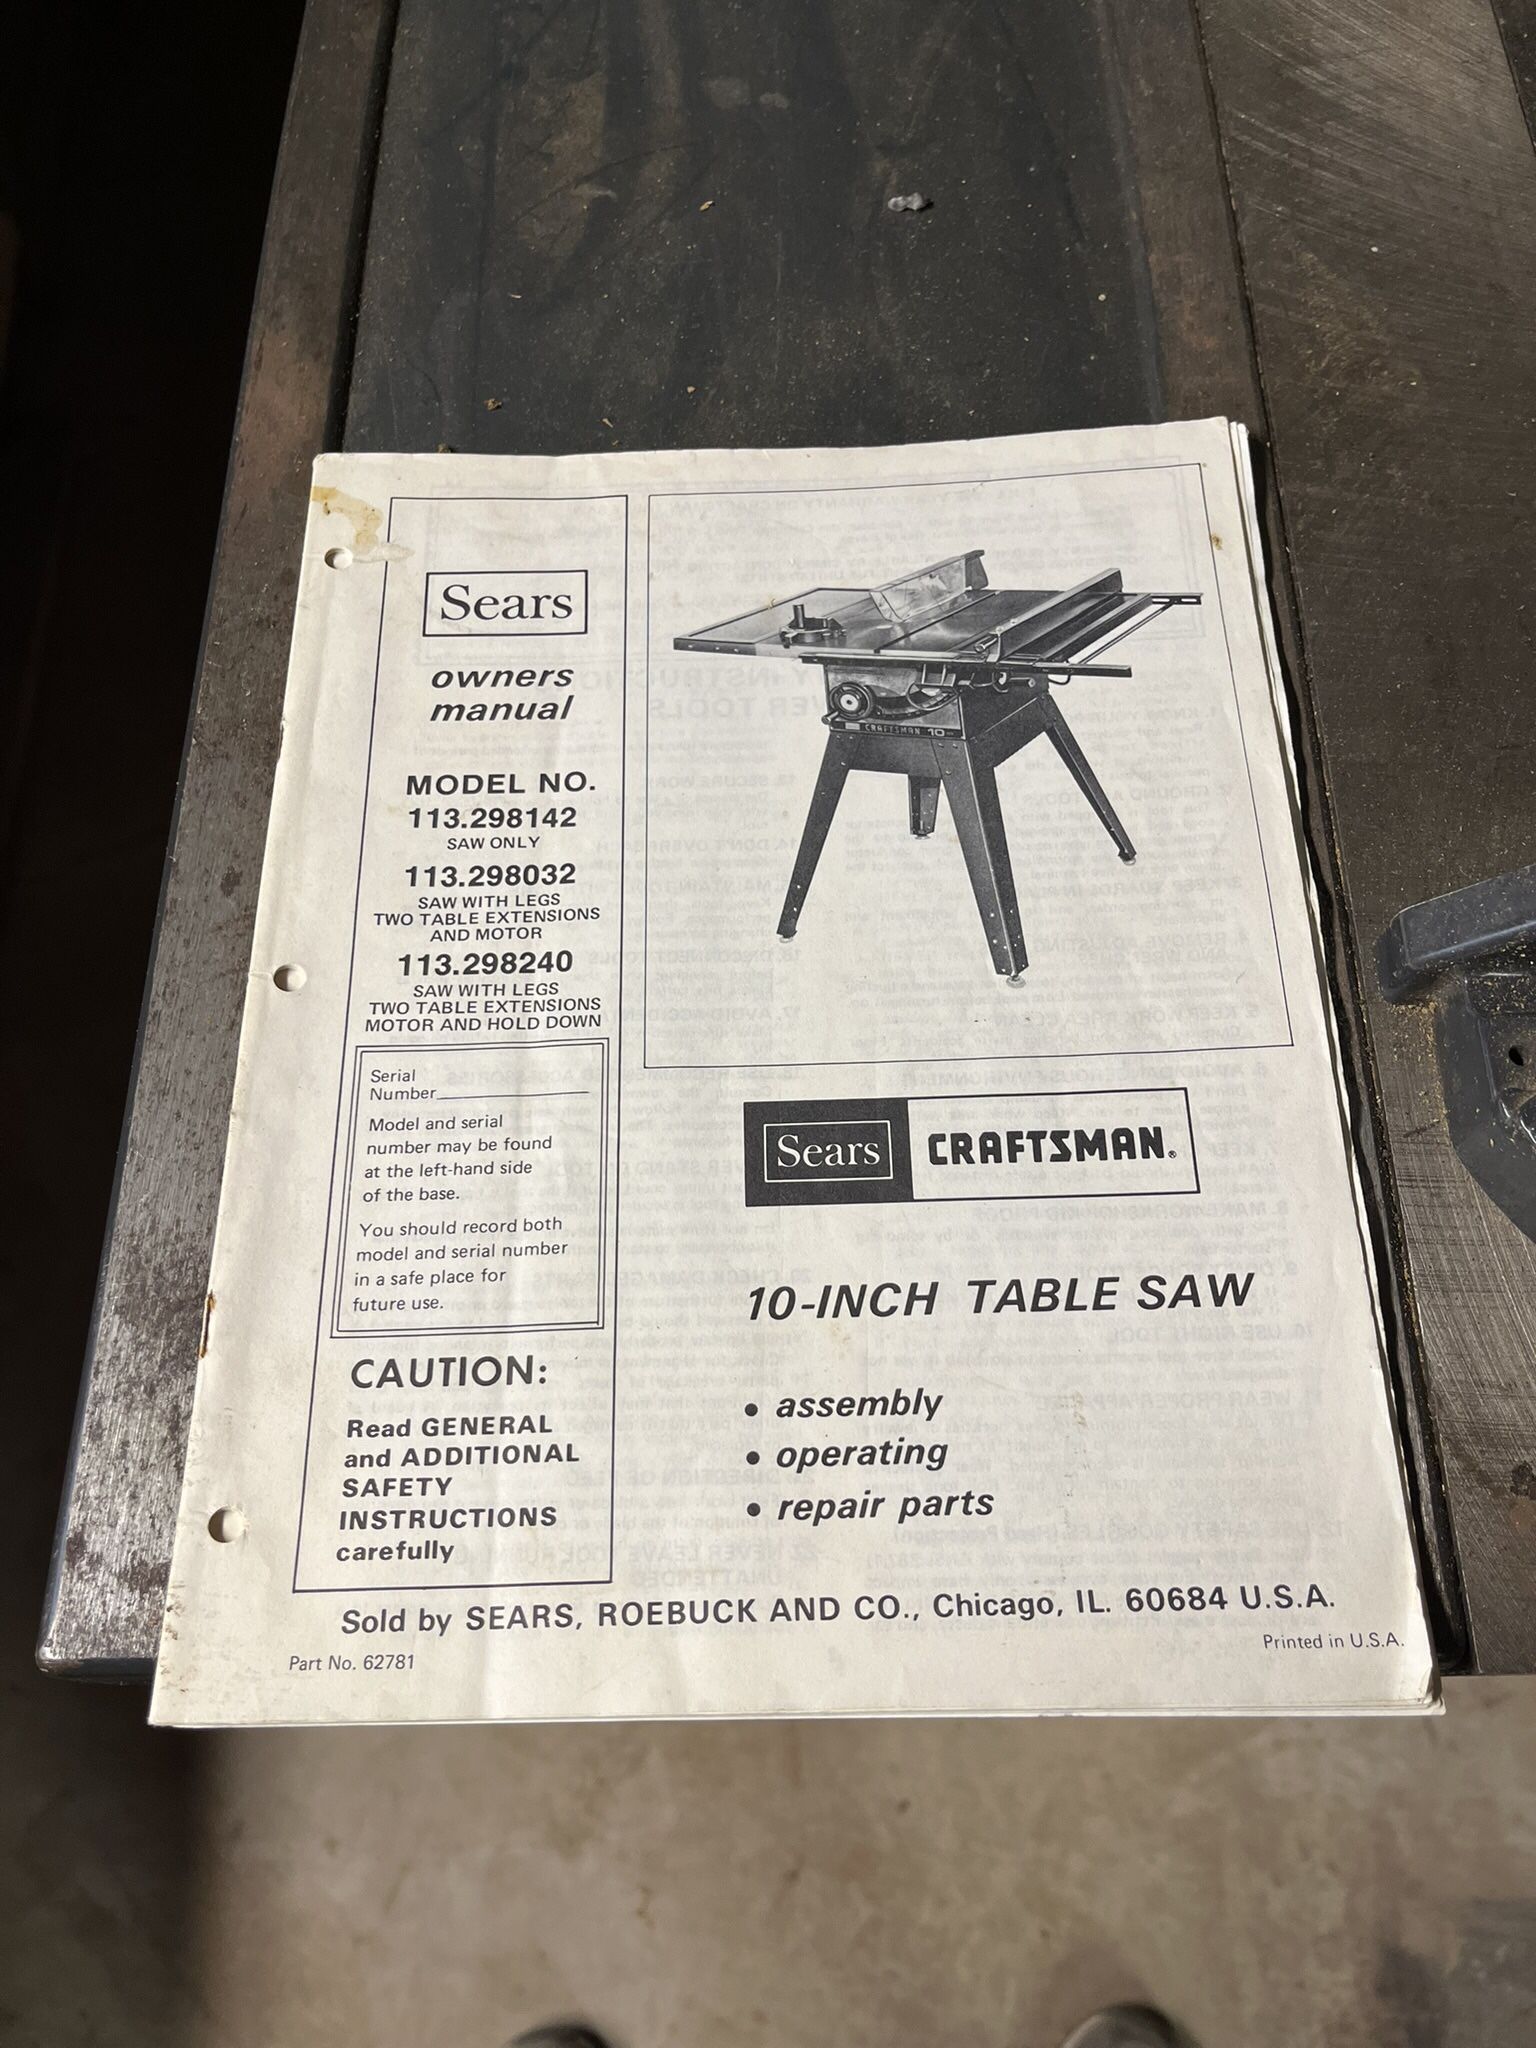 Sears
owners
manual
MODEL NO.
113.298142
SAW ONLY
113.298032
SAW WITH LEGS
TWO TABLE EXTENSIONS
AND MOTOR
113.298240
SAW WITH LEGS
TWO TABLE EXTENSIONS
MOTOR AND HOLD DOWN
Serial
Number
Model and serial
number may be found
at the left-hand side
of the base.
You should record both
model and serial number
in a safe place for
future use.
CAUTION:
Read GENERAL
and ADDITIONAL
SAFETY
INSTRUCTIONS
carefully
CRAFTSMAN 10
Sears CRAFTSMAN®
10-INCH TABLE SAW
• assembly
• operating
• repair parts
Sold by SEARS, ROEBUCK AND CO., Chicago, IL. 60684 U.S.A.
Part No. 62781
Printed in U.S.A.